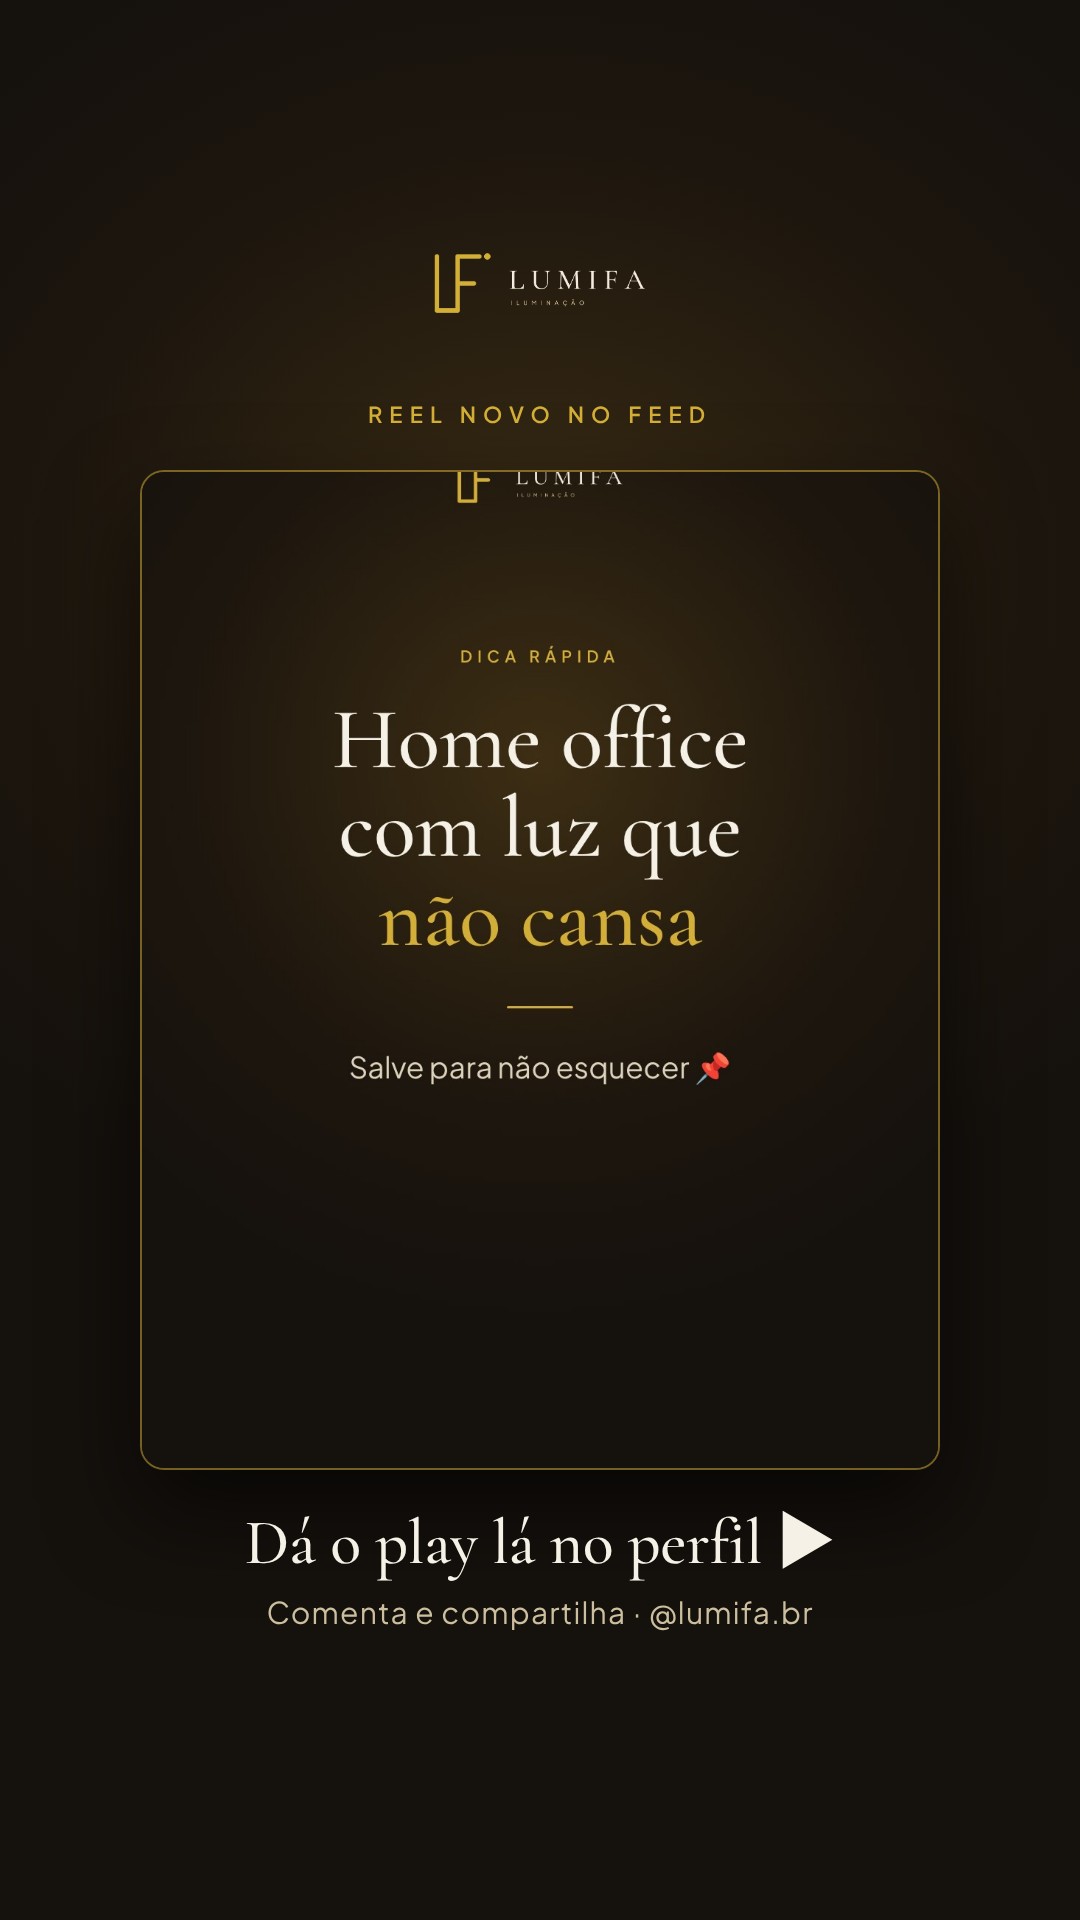 LUMIFA
ILUMINAÇÃO
REEL NOVO NO FEED
LUMIFA
ILUMINAÇÃO
DICA RÁPIDA
Home office
com luz que
não cansa
Salve para não esquecer 📌
Dá o play lá no perfil ▶
Comenta e compartilha · @lumifa.br